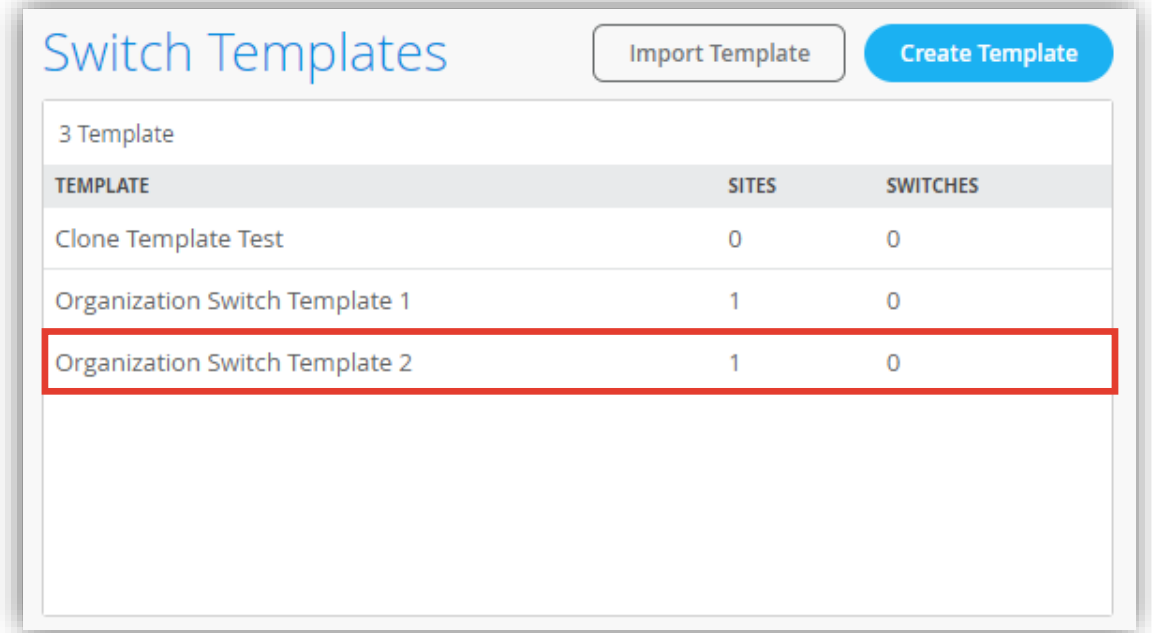 Switch Templates Import Template Create Template
3 Template
TEMPLATE SITES SWITCHES
Clone Template Test 0 0
Organization Switch Template 1 1 0
Organization Switch Template 2 1 0